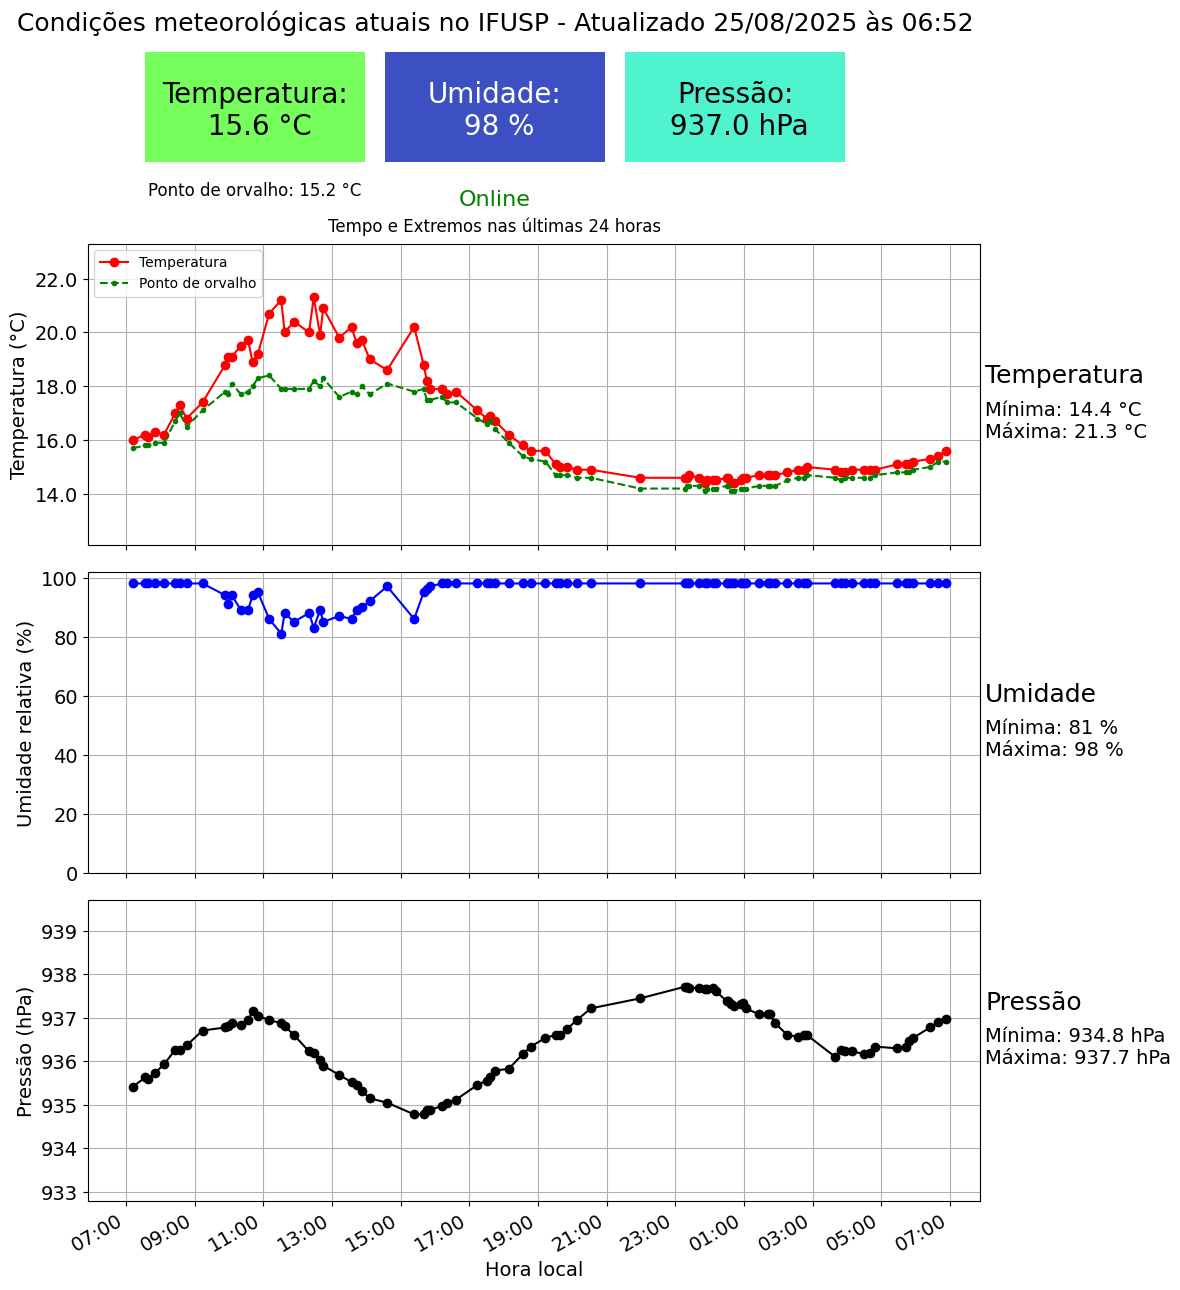 Condições meteorológicas atuais no IFUSP - Atualizado 25/08/2025 às 06:52
Temperatura:
15.6 °C
Umidade:
98 %
Pressão:
937.0 hPa
Ponto de orvalho: 15.2 °C
Online
Tempo e Extremos nas últimas 24 horas
Temperatura
Ponto de orvalho
Temperatura (°C)
22.0
20.0
18.0
16.0
14.0
Temperatura
Mínima: 14.4 °C
Máxima: 21.3 °C
Umidade relativa (%)
100
80
60
40
20
0
Umidade
Mínima: 81 %
Máxima: 98 %
Pressão (hPa)
939
938
937
936
935
934
933
Pressão
Mínima: 934.8 hPa
Máxima: 937.7 hPa
07:00
09:00
11:00
13:00
15:00
17:00
19:00
21:00
23:00
01:00
03:00
05:00
07:00
Hora local